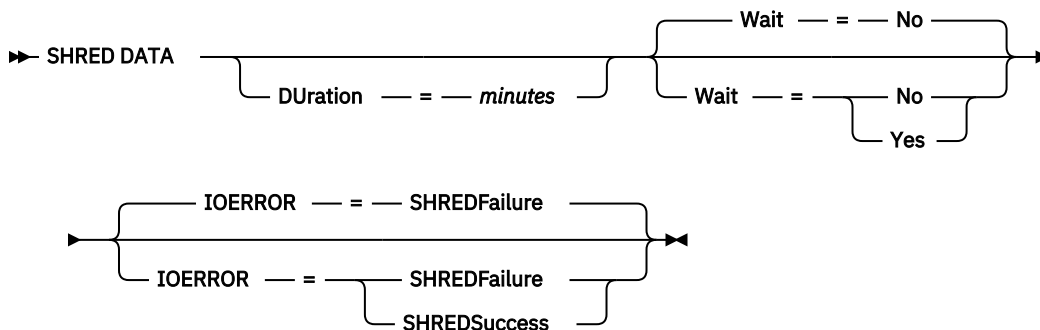 Wait = No
SHRED DATA
DUration = minutes Wait = No
Yes
IOERROR = SHREDFailure
IOERROR = SHREDFailure
SHREDSuccess